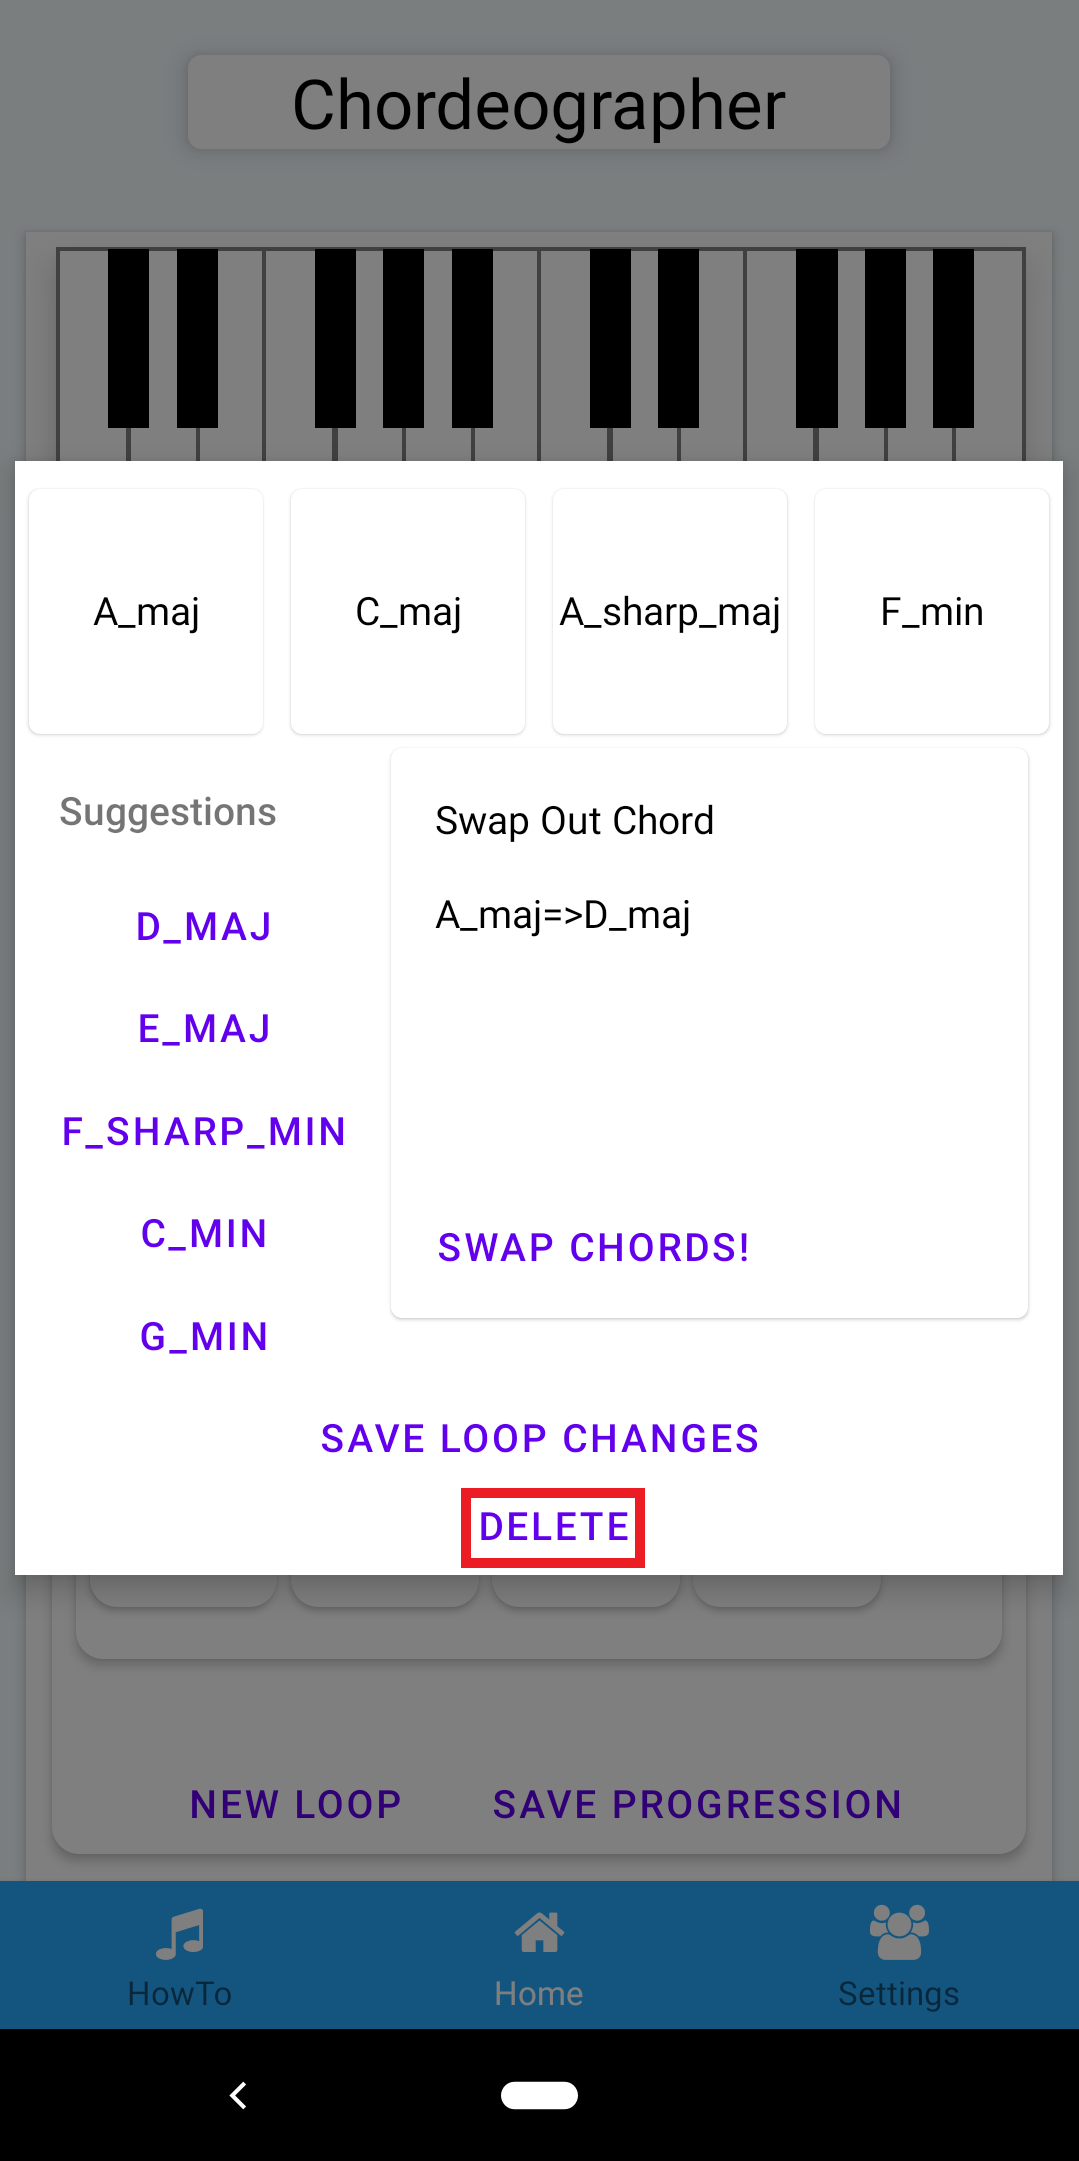 Chordeographer
A_maj
C_maj
A_sharp_maj
F_min
Suggestions
D_MAJ
E_MAJ
F_SHARP_MIN
C_MIN
G_MIN
Swap Out Chord
A_maj=>D_maj
SWAP CHORDS!
SAVE LOOP CHANGES
DELETE
NEW LOOP
SAVE PROGRESSION
HowTo
Home
Settings